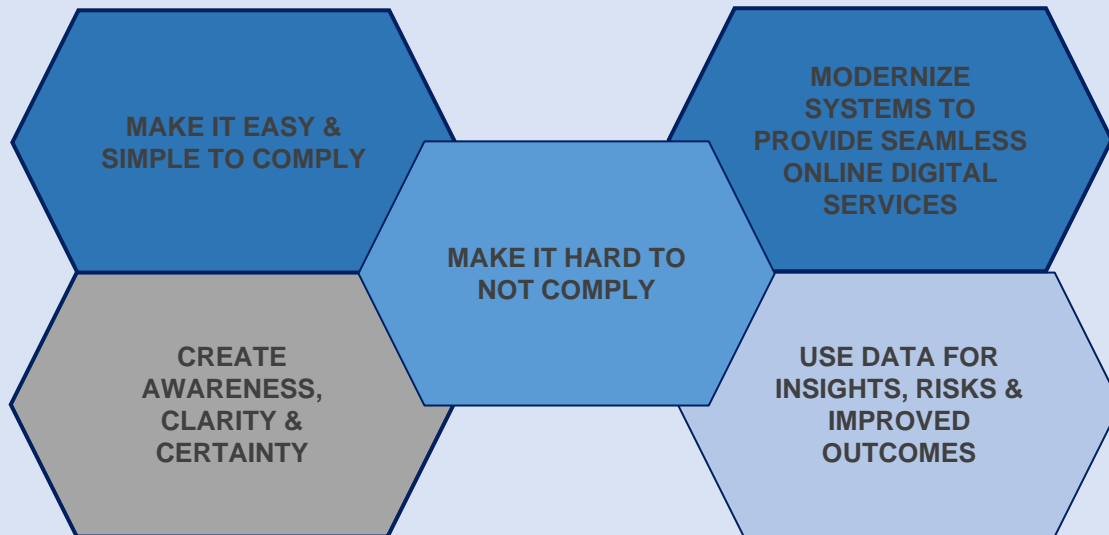 MAKE IT EASY &
SIMPLE TO COMPLY
MODERNIZE
SYSTEMS TO
PROVIDE SEAMLESS
ONLINE DIGITAL
SERVICES
MAKE IT HARD TO
NOT COMPLY
CREATE
AWARENESS,
CLARITY &
CERTAINTY
USE DATA FOR
INSIGHTS, RISKS &
IMPROVED
OUTCOMES